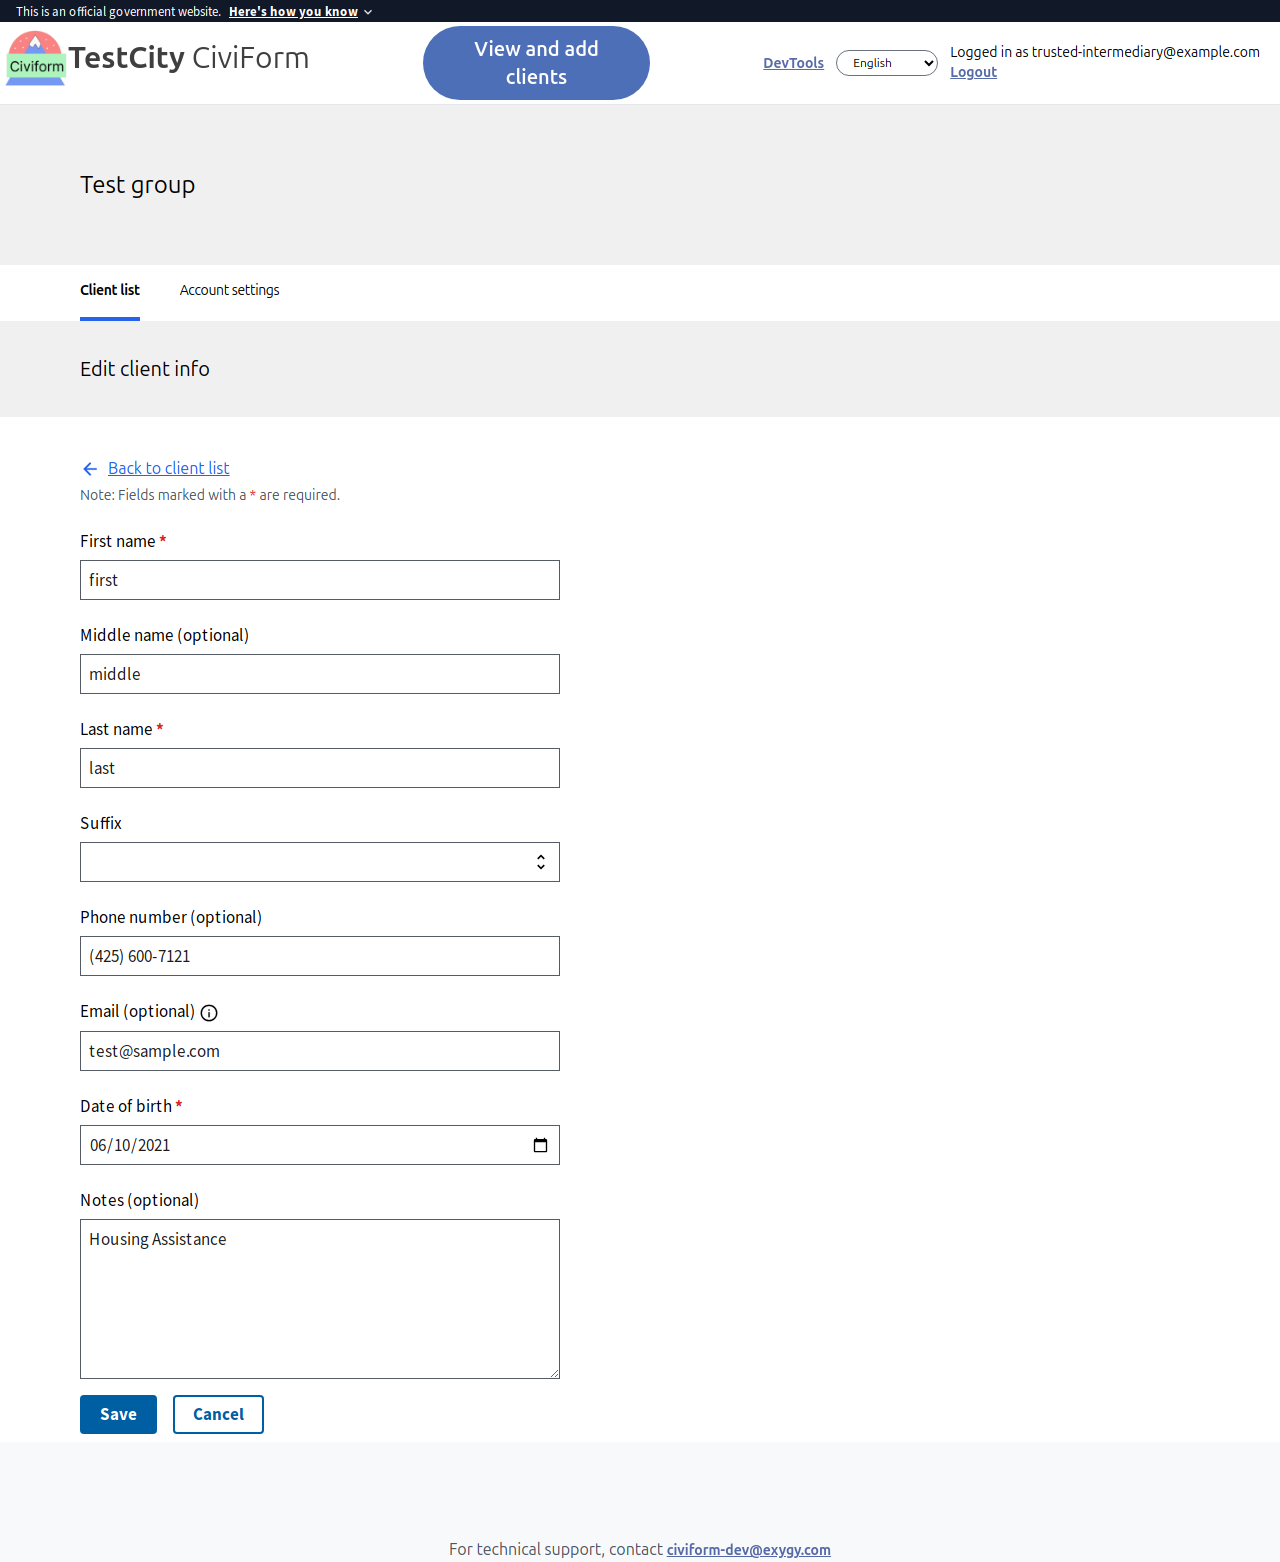 This is an official government website. Here's how you know
Civiform
TestCity CiviForm
View and add
clients
DevTools
English
Logged in as trusted-intermediary@example.com
Logout
Test group
Client list
Account settings
Edit client info
Back to client list
Note: Fields marked with a * are required.
First name *
first
Middle name (optional)
middle
Last name *
last
Suffix
Phone number (optional)
(425) 600-7121
Email (optional)
test@sample.com
Date of birth *
06/10/2021
Notes (optional)
Housing Assistance
Save
Cancel
For technical support, contact civiform-dev@exygy.com